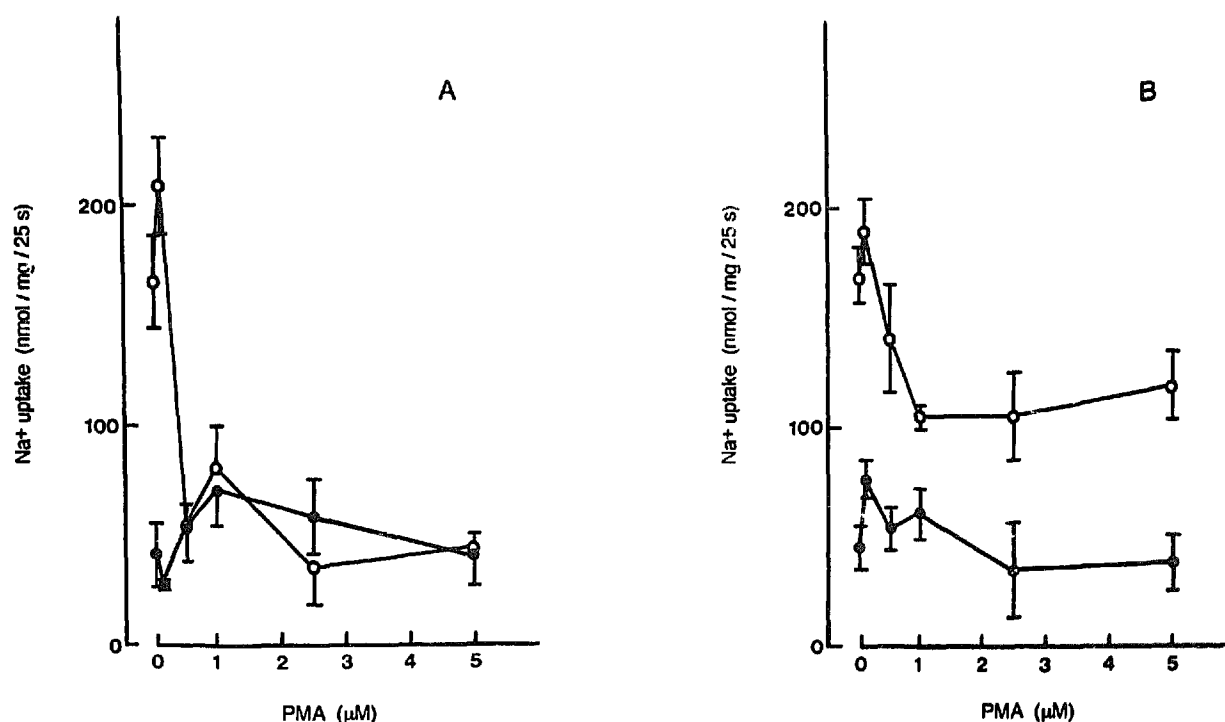 A
Na+ uptake (nmol / mg / 25 s)
200
100
0
0 1 2 3 4 5
PMA (μM)
B
Na+ uptake (nmol / mg / 25 s)
200
100
0
0 1 2 3 4 5
PMA (μM)